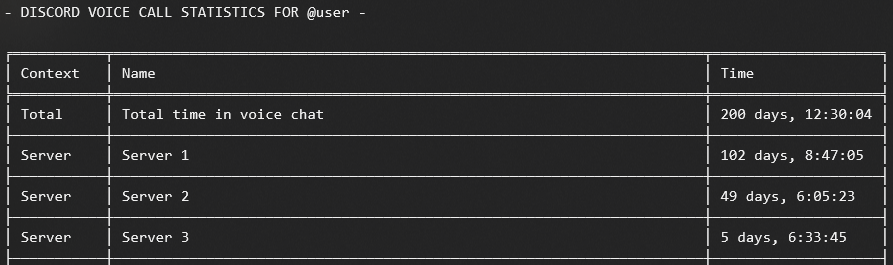 - DISCORD VOICE CALL STATISTICS FOR @user -
Context Name Time
Total Total time in voice chat 200 days, 12:30:04
Server Server 1 102 days, 8:47:05
Server Server 2 49 days, 6:05:23
Server Server 3 5 days, 6:33:45